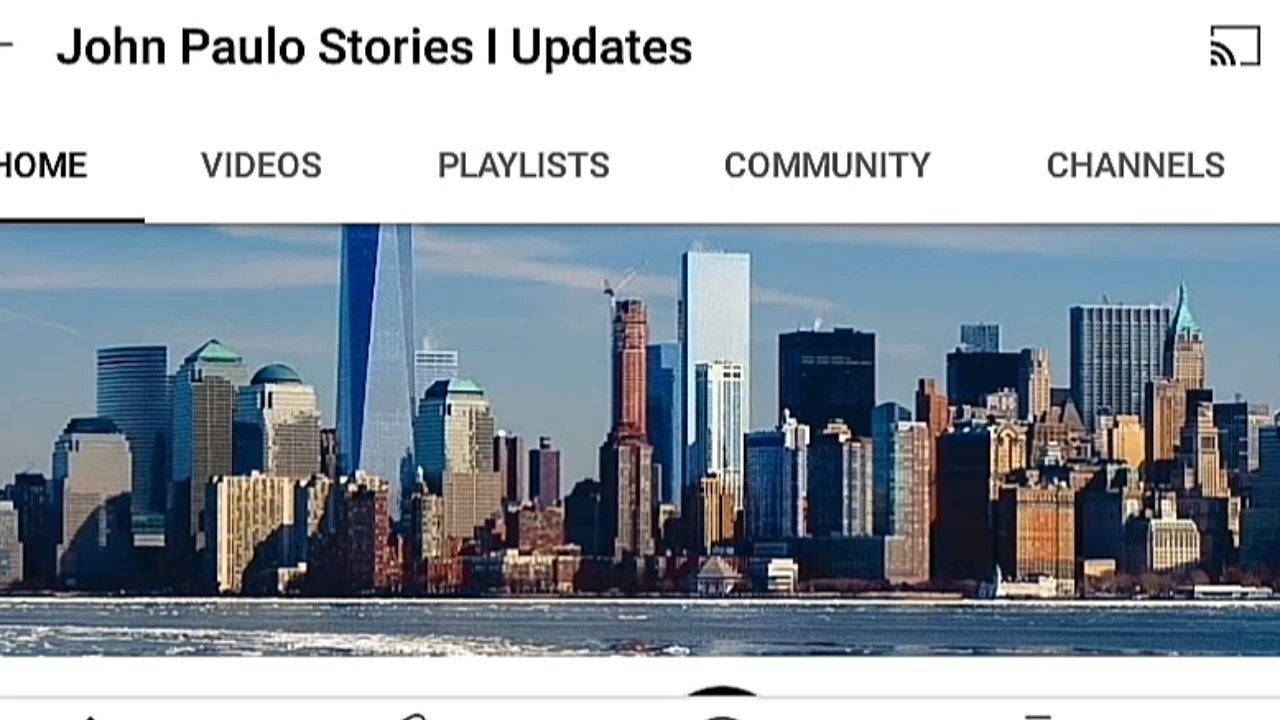 John Paulo Stories I Updates
HOME
VIDEOS
PLAYLISTS
COMMUNITY
CHANNELS